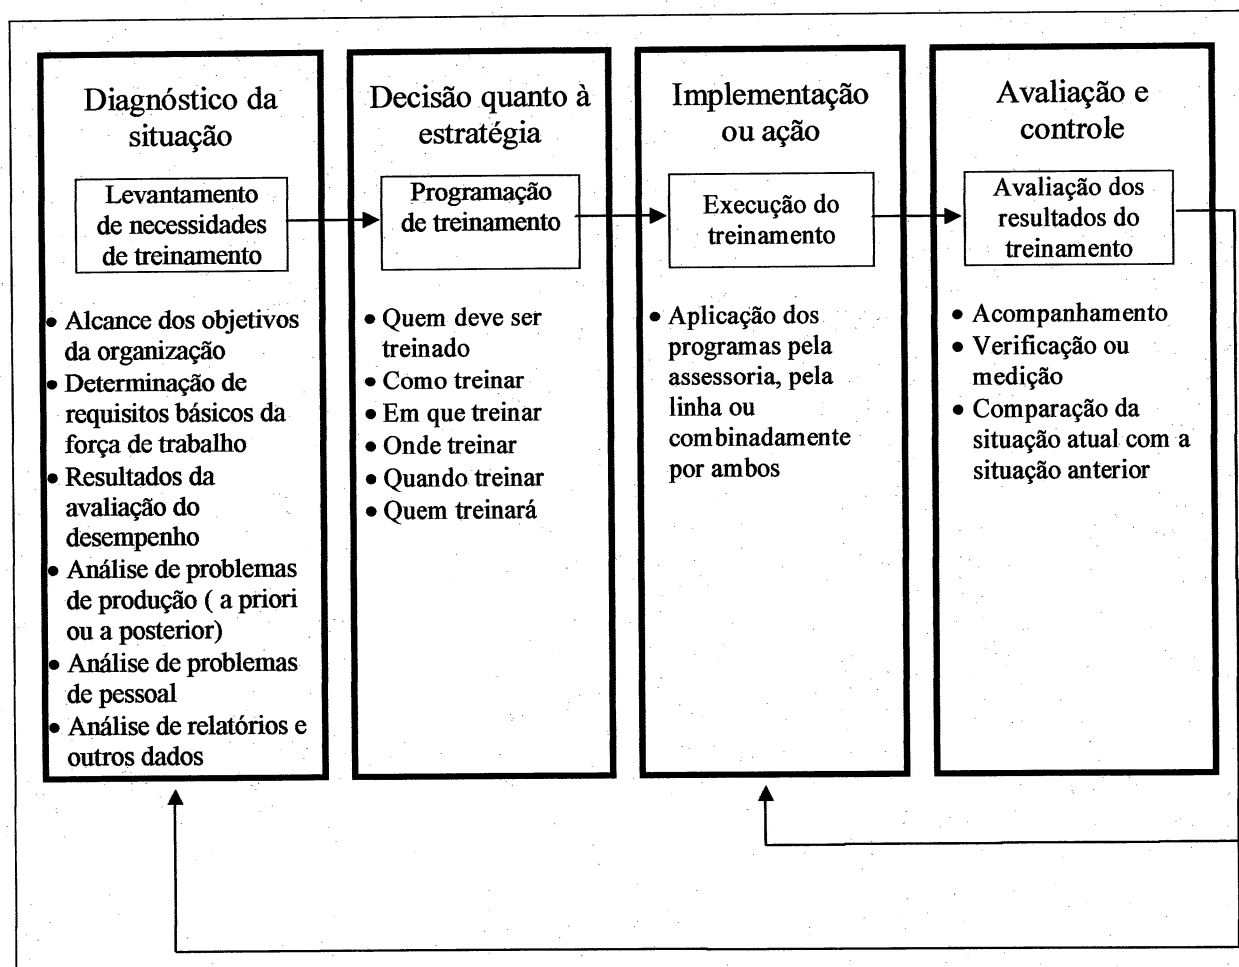 Diagnóstico da
situação
Levantamento
de necessidades
de treinamento
• Alcance dos objetivos
da organização
• Determinação de
requisitos básicos da
força de trabalho
• Resultados da
avaliação do
desempenho
• Análise de problemas
de produção ( a priori
ou a posterior)
• Análise de problemas
de pessoal
• Análise de relatórios e
outros dados
Decisão quanto à
estratégia
Programação
de treinamento
• Quem deve ser
treinado
• Como treinar
• Em que treinar
• Onde treinar
• Quando treinar
• Quem treinará
Implementação
ou ação
Execução do
treinamento
• Aplicação dos
programas pela
assessoria, pela
linha ou
combinadamente
por ambos
Avaliação e
controle
Avaliação dos
resultados do
treinamento
• Acompanhamento
• Verificação ou
medição
• Comparação da
situação atual com a
situação anterior